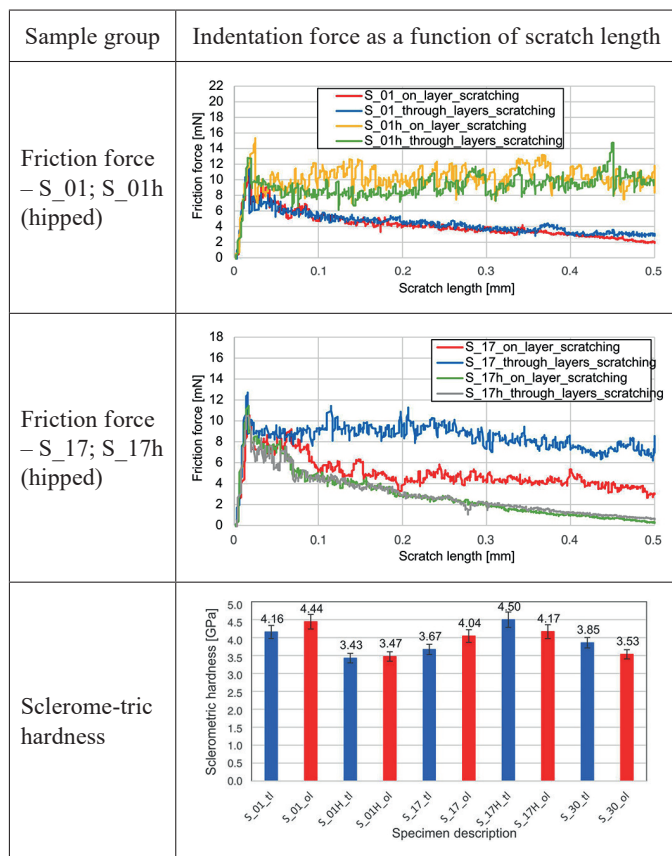 Sample group
Indentation force as a function of scratch length
Friction force
– S_01; S_01h
(hipped)
Friction force [mN]
22
20
18
16
14
12
10
8
6
4
2
0
S_01_on_layer_scratching
S_01_through_layers_scratching
S_01h_on_layer_scratching
S_01h_through_layers_scratching
0 0.1 0.2 0.3 0.4 0.5
Scratch length [mm]
Friction force
– S_17; S_17h
(hipped)
Friction force [mN]
18
16
14
12
10
8
6
4
2
0
S_17_on_layer_scratching
S_17_through_layers_scratching
S_17h_on_layer_scratching
S_17h_through_layers_scratching
0 0.1 0.2 0.3 0.4 0.5
Scratch length [mm]
Sclerome-tric
hardness
Sclerometric hardness [GPa]
5.0
4.5
4.0
3.5
3.0
2.5
2.0
1.5
1.0
0.5
0.0
4.16 4.44 3.43 3.47 3.67 4.04 4.50 4.17 3.85 3.53
S_01_tl S_01_ol S_01H_tl S_01H_ol S_17_tl S_17_ol S_17H_tl S_17H_ol S_30_tl S_30_ol
Specimen description